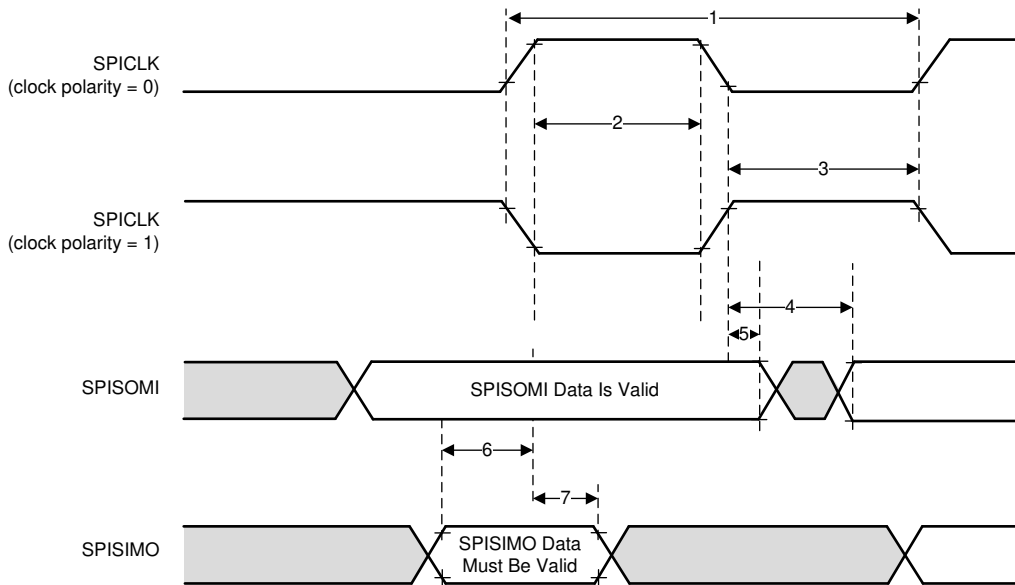 1
SPICLK
(clock polarity = 0)
2
3
SPICLK
(clock polarity = 1)
4
5
SPISOMI
SPISOMI Data Is Valid
6
7
SPISIMO
SPISIMO Data
Must Be Valid